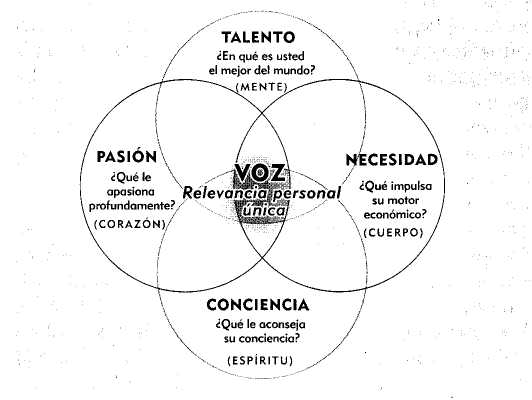 TALENTO
¿En qué es usted
el mejor del mundo?
(MENTE)
PASIÓN
¿Qué le
apasiona
profundamente?
(CORAZÓN)
VOZ
Relevancia personal
única
NECESIDAD
¿Qué impulsa
su motor
económico?
(CUERPO)
CONCIENCIA
¿Qué le aconseja
su conciencia?
(ESPÍRITU)